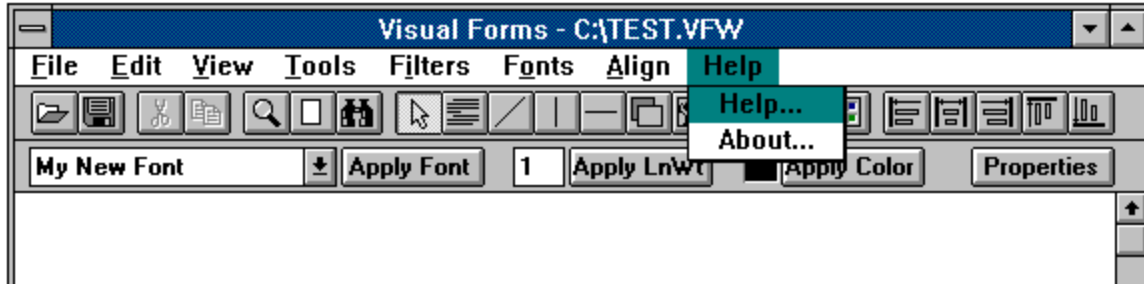 Visual Forms - C:\TEST.VFW
File Edit View Tools Filters Fonts Align Help
Help...
About...
My New Font Apply Font 1 Apply LnWt Apply Color Properties